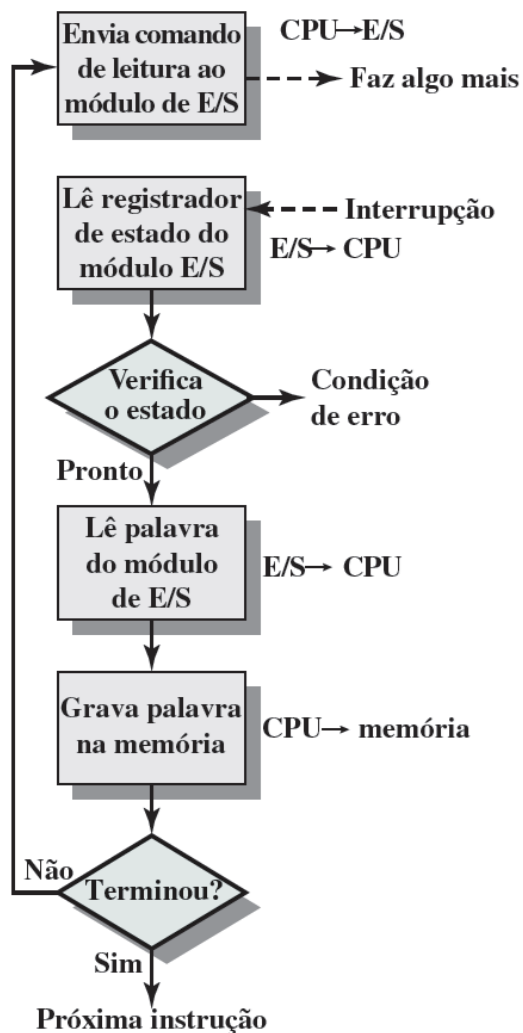 Envia comando
de leitura ao
módulo de E/S
CPU→E/S
Faz algo mais
Lê registrador
de estado do
módulo E/S
Interrupção
E/S→ CPU
Verifica
o estado
Condição
de erro
Pronto
Lê palavra
do módulo
de E/S
E/S→ CPU
Grava palavra
na memória
CPU→ memória
Não
Terminou?
Sim
Próxima instrução